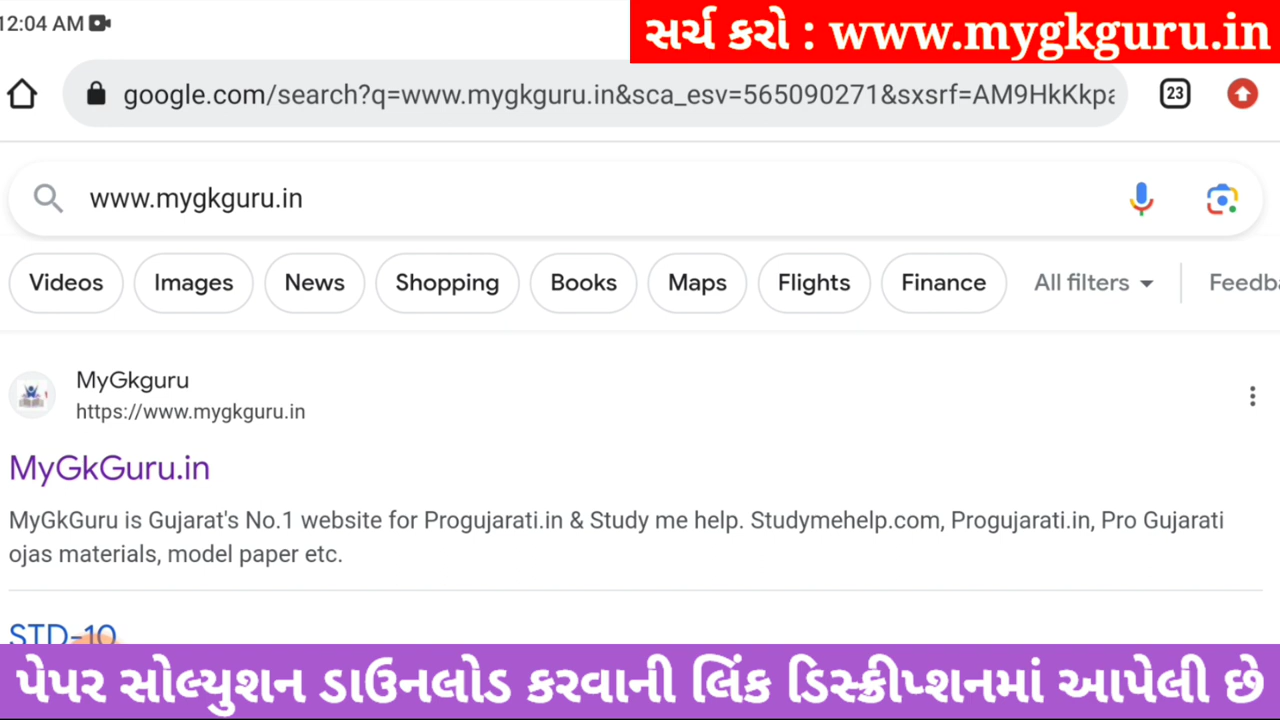 12:04 AM
સર્ચ કરો : www.mygkguru.in
google.com/search?q=www.mygkguru.in&sca_esv=565090271&sxsrf=AM9HkKkpa
23
www.mygkguru.in
Videos Images News Shopping Books Maps Flights Finance All filters Feedba
MyGkguru
https://www.mygkguru.in
MyGkGuru.in
MyGkGuru is Gujarat's No.1 website for Progujarati.in & Study me help. Studymehelp.com, Progujarati.in, Pro Gujarati
ojas materials, model paper etc.
STD-10
પેપર સોલ્યુશન ડાઉનલોડ કરવાની લિંક ડિસ્ક્રીપ્શનમાં આપેલી છે